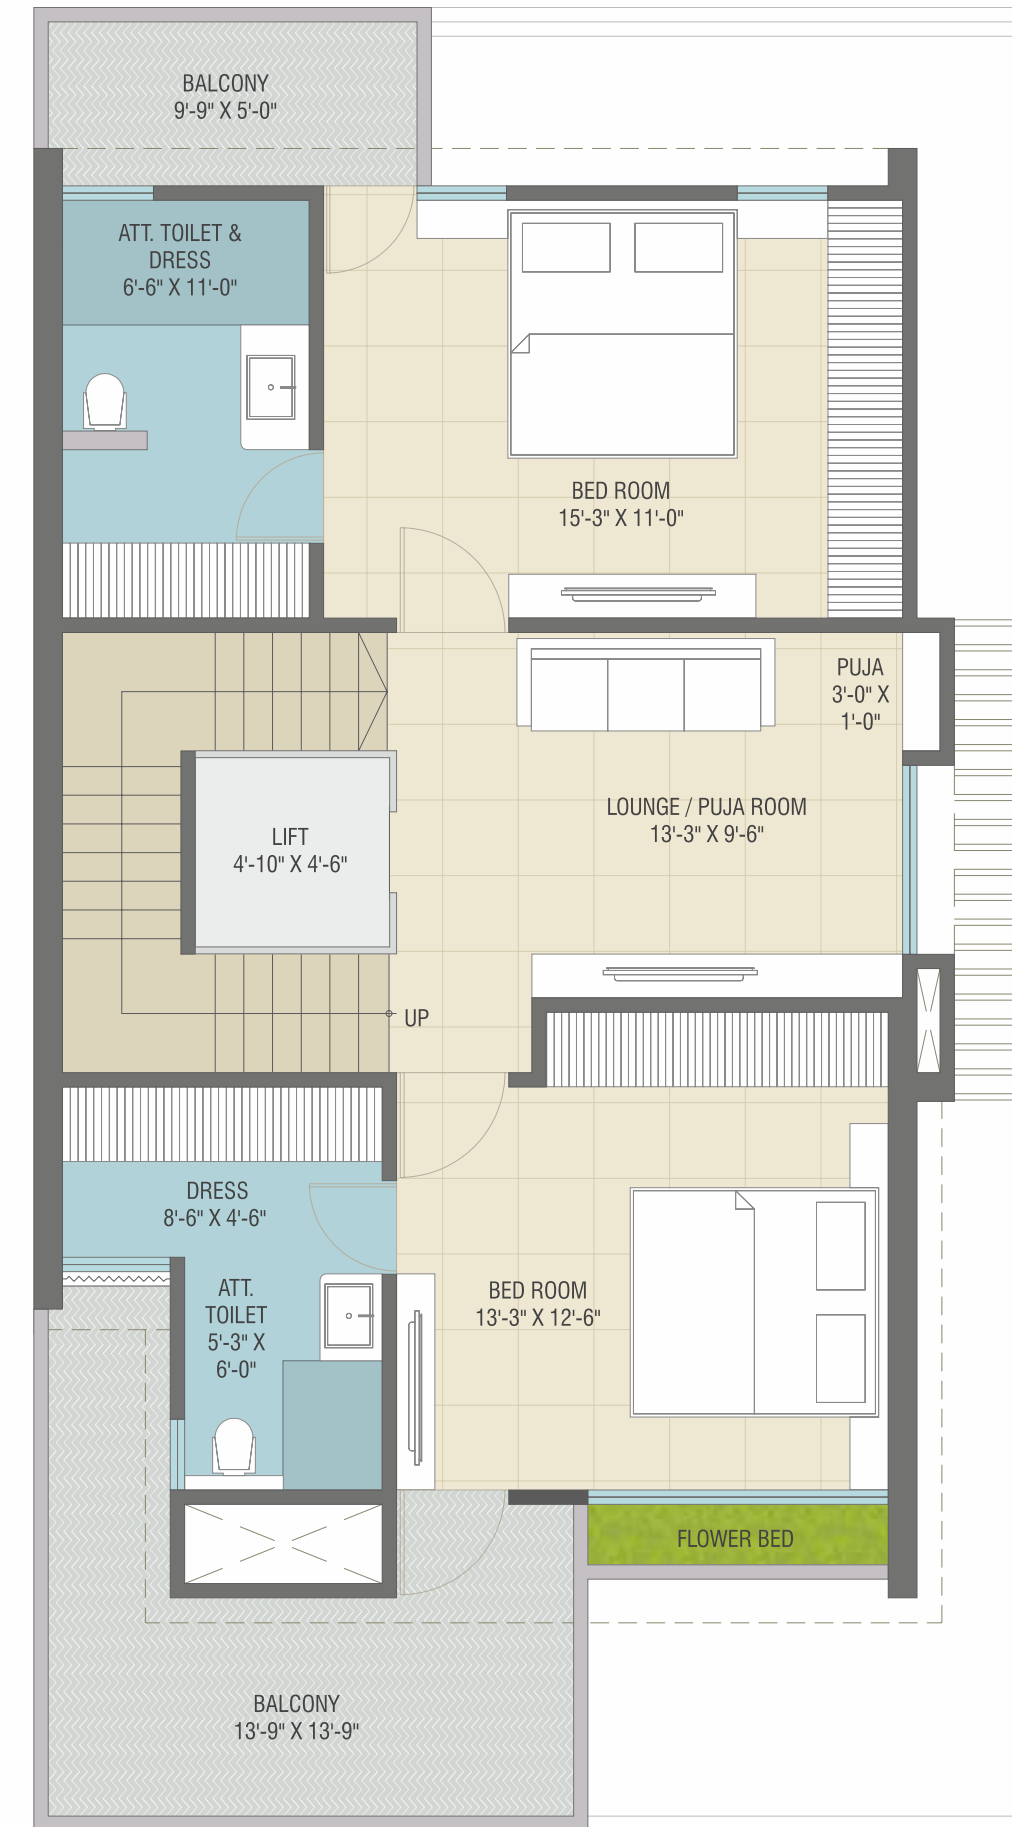 BALCONY
9'-9" X 5'-0"
ATT. TOILET &
DRESS
6'-6" X 11'-0"
BED ROOM
15'-3" X 11'-0"
PUJA
3'-0" X
1'-0"
LOUNGE / PUJA ROOM
13'-3" X 9'-6"
LIFT
4'-10" X 4'-6"
UP
DRESS
8'-6" X 4'-6"
ATT.
TOILET
5'-3" X
6'-0"
BED ROOM
13'-3" X 12'-6"
FLOWER BED
BALCONY
13'-9" X 13'-9"